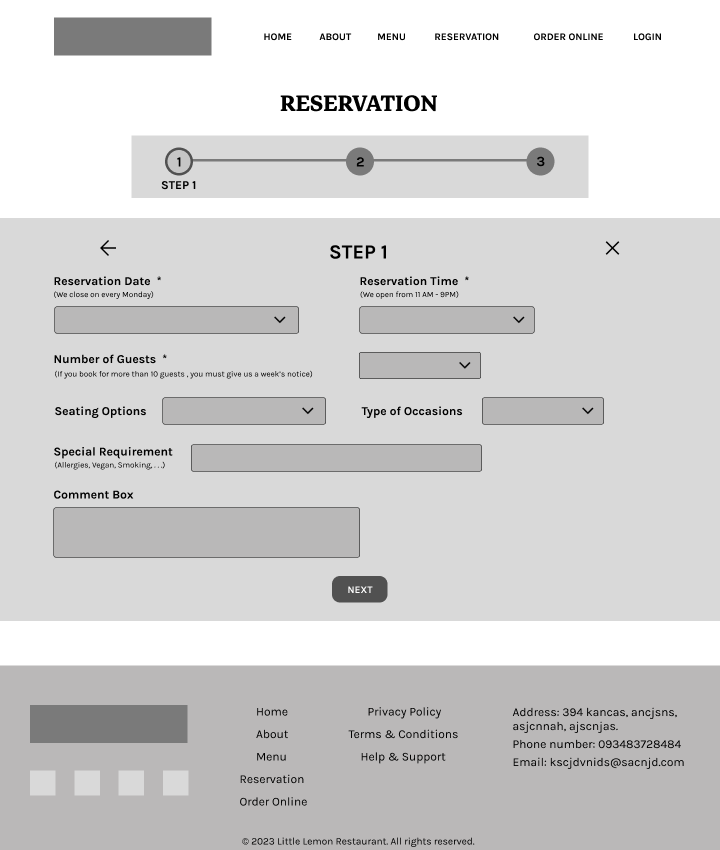 HOME ABOUT MENU RESERVATION ORDER ONLINE LOGIN
RESERVATION
1 2 3
STEP 1
STEP 1
Reservation Date *
(We close on every Monday)
Reservation Time *
(We open from 11 AM - 9PM)
Number of Guests *
(If you book for more than 10 guests , you must give us a week's notice)
Seating Options
Type of Occasions
Special Requirement
(Allergies, Vegan, Smoking, . . .)
Comment Box
NEXT
Home
About
Menu
Reservation
Order Online
Privacy Policy
Terms & Conditions
Help & Support
Address: 394 kancas, ancjsns,
asjcnnah, ajscnjas.
Phone number: 093483728484
Email: kscjdvnids@sacnjd.com
© 2023 Little Lemon Restaurant. All rights reserved.